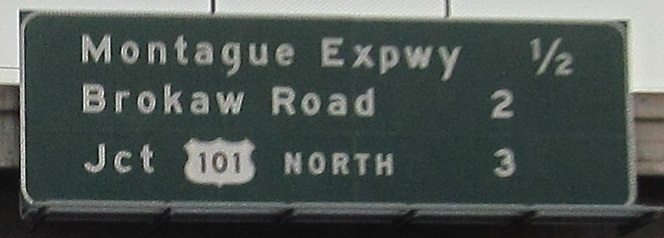 Montague Expwy 1/2
Brokaw Road 2
Jct 101 NORTH 3